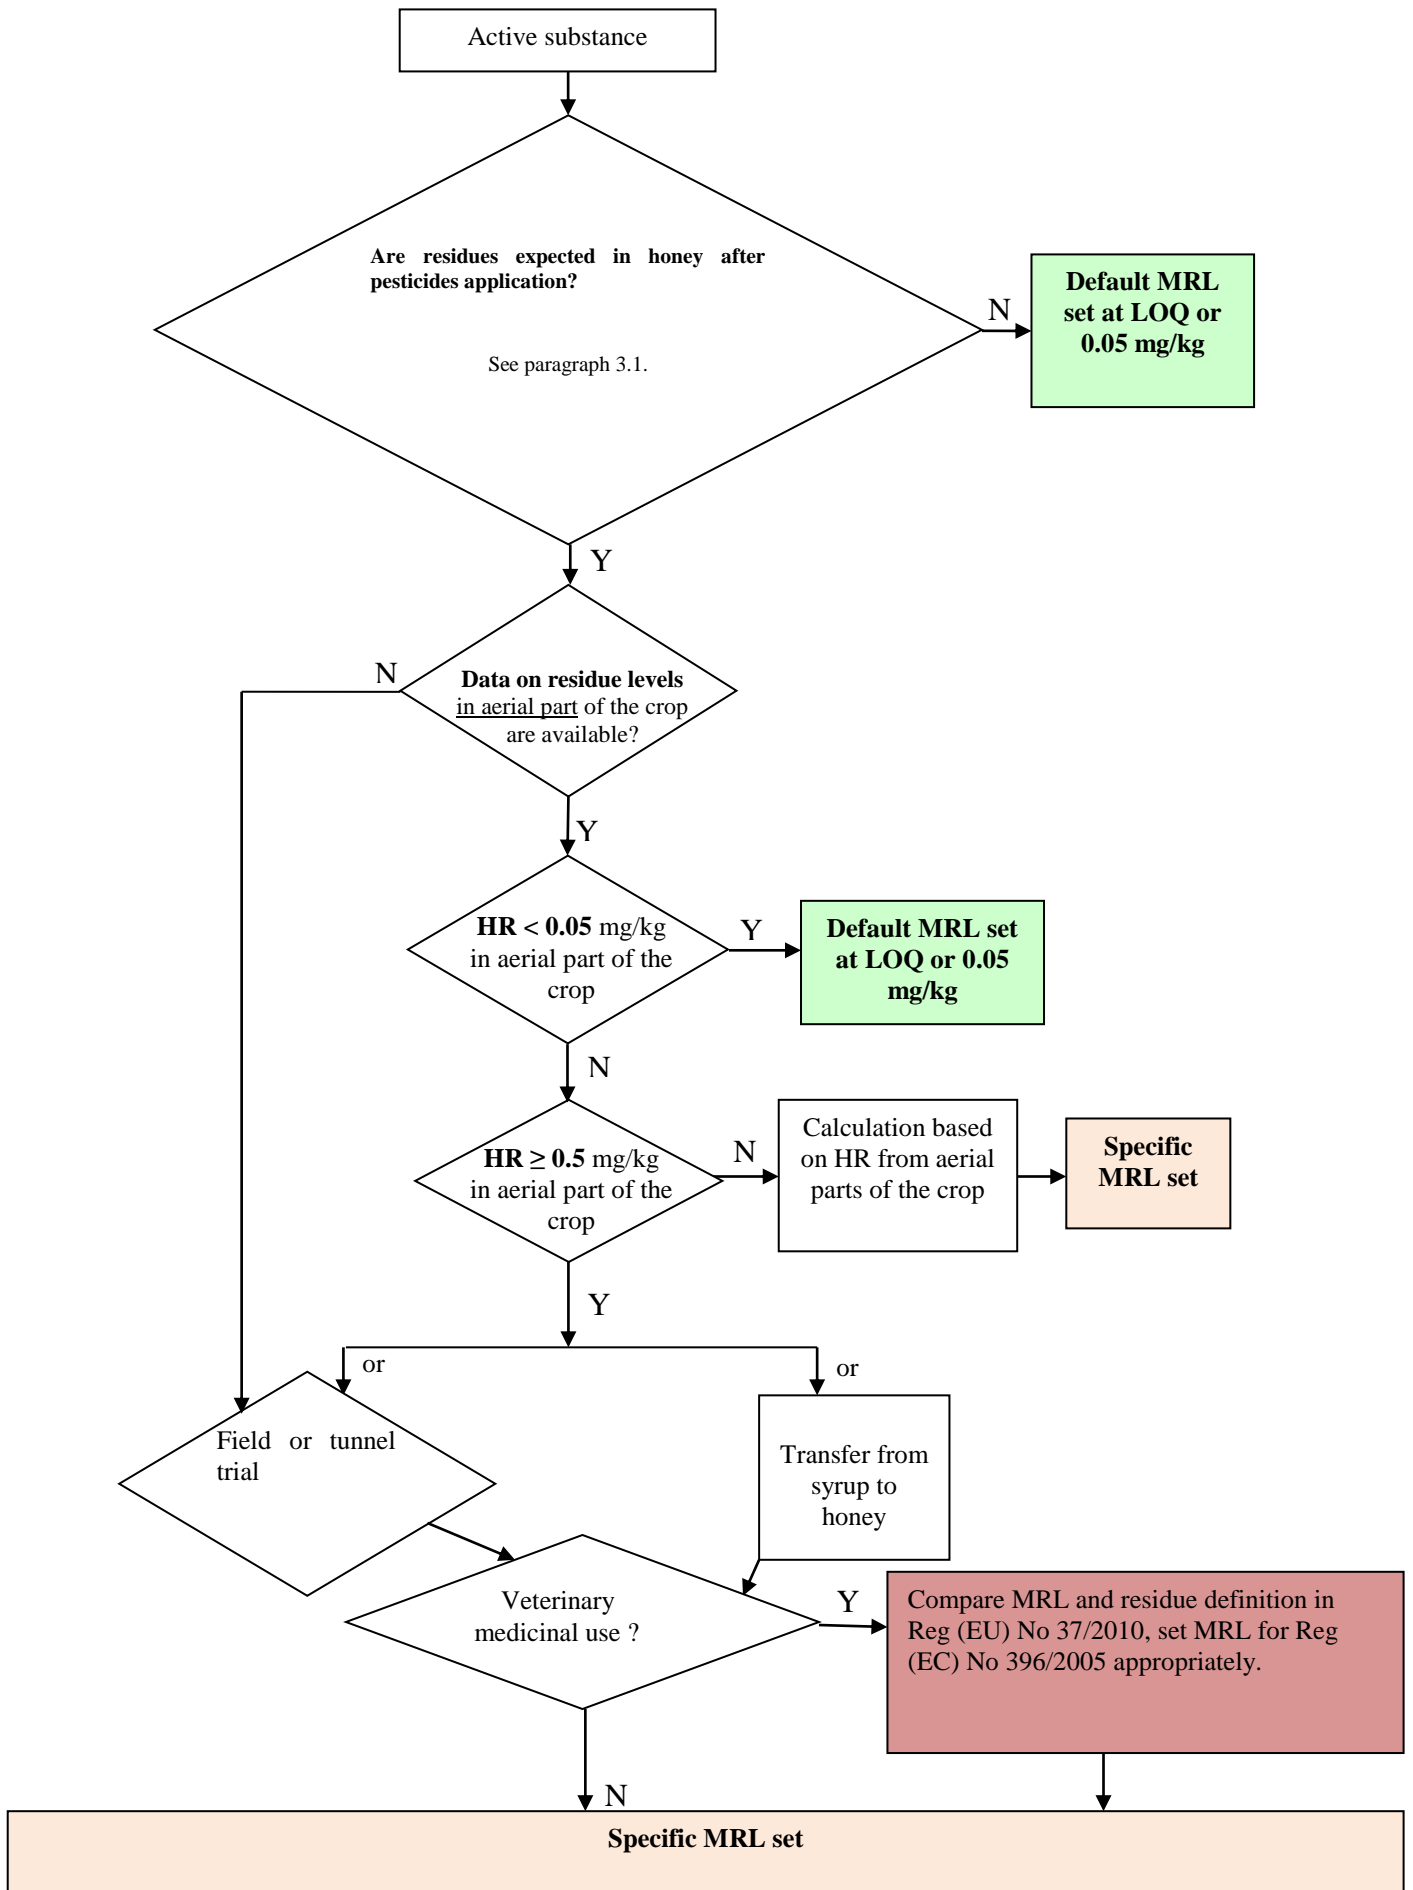 Active substance
Are residues expected in honey after
pesticides application?
See paragraph 3.1.
N
Default MRL
set at LOQ or
0.05 mg/kg
Y
N
Data on residue levels
in aerial part of the crop
are available?
Y
HR < 0.05 mg/kg
in aerial part of the
crop
Y
Default MRL set
at LOQ or 0.05
mg/kg
N
HR ≥ 0.5 mg/kg
in aerial part of the
crop
N
Calculation based
on HR from aerial
parts of the crop
Specific
MRL set
Y
or
or
Field or tunnel
trial
Transfer from
syrup to
honey
Veterinary
medicinal use ?
Y
Compare MRL and residue definition in
Reg (EU) No 37/2010, set MRL for Reg
(EC) No 396/2005 appropriately.
N
Specific MRL set